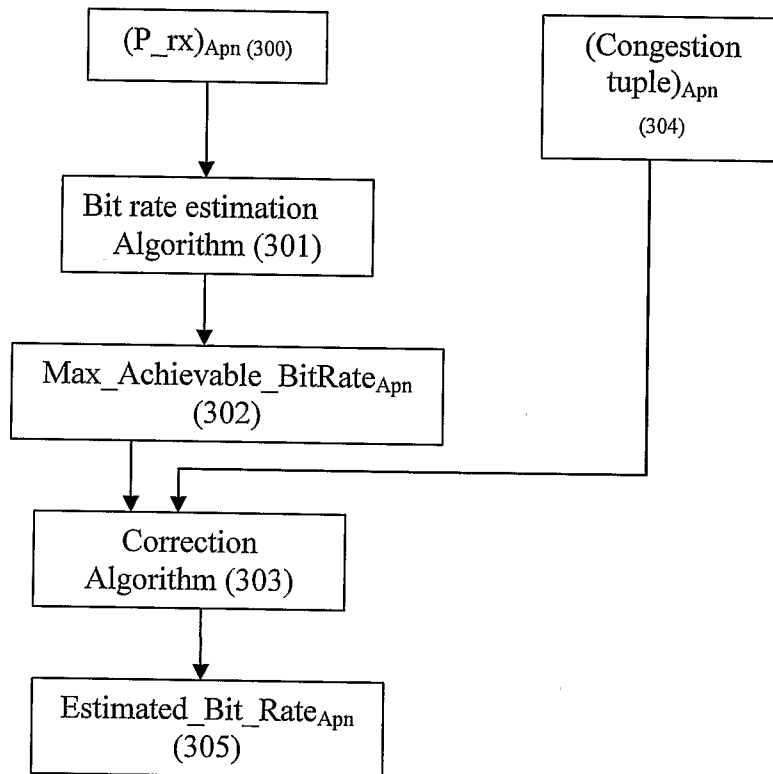 (P_rx)Apn (300)
(Congestion
tuple)Apn
(304)
Bit rate estimation
Algorithm (301)
Max_Achievable_BitRateApn
(302)
Correction
Algorithm (303)
Estimated_Bit_RateApn
(305)